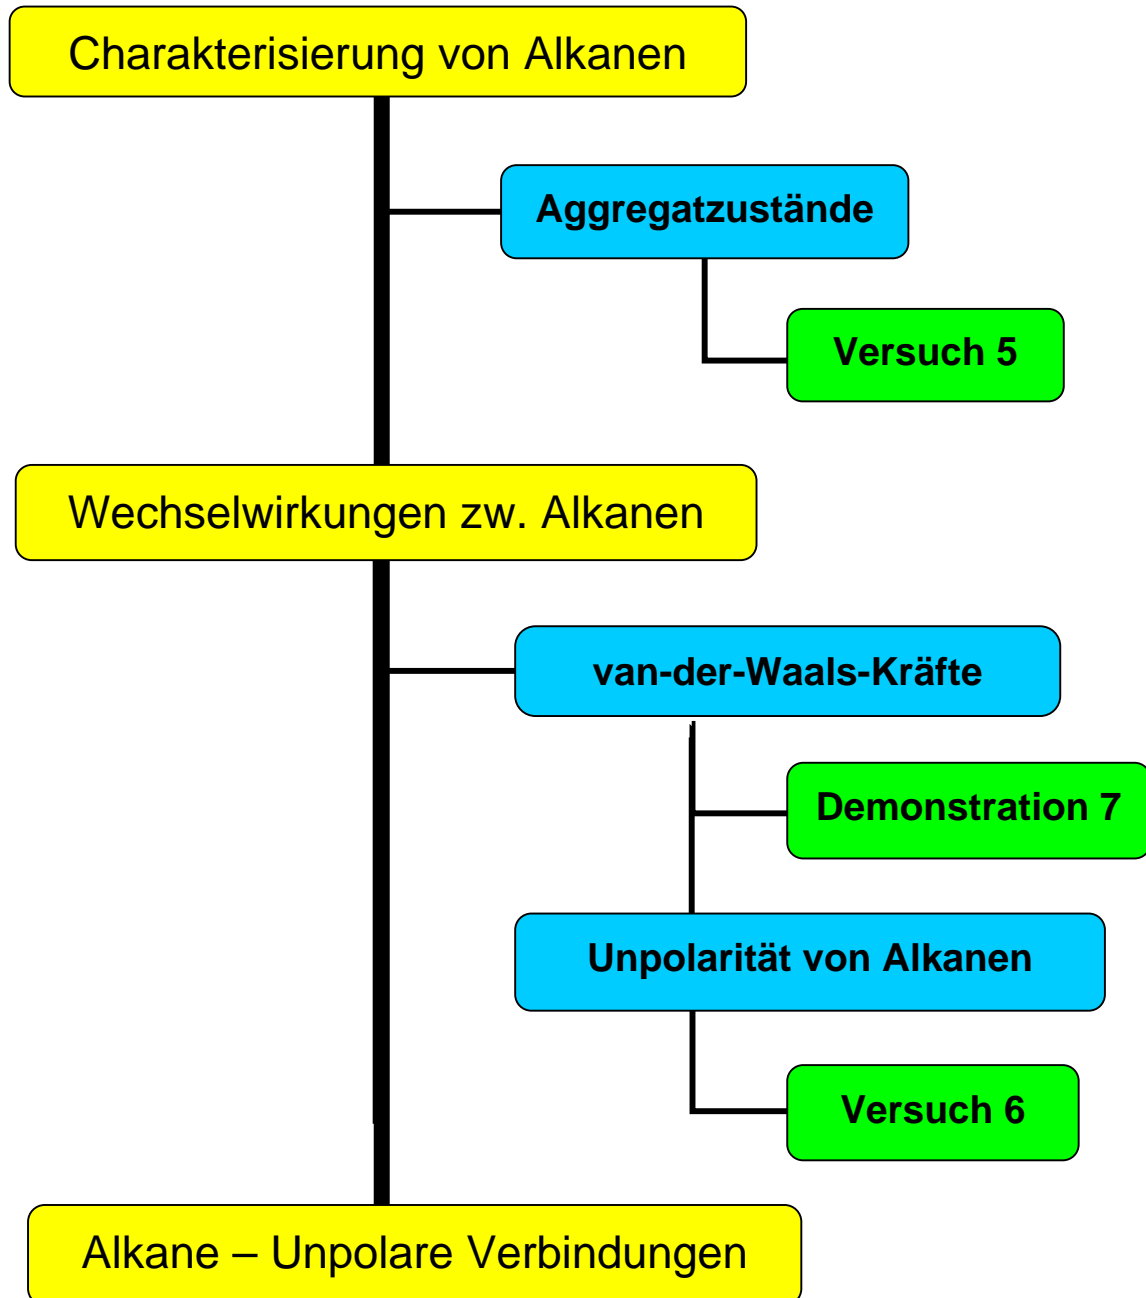 Charakterisierung von Alkanen
Aggregatzustände
Versuch 5
Wechselwirkungen zw. Alkanen
van-der-Waals-Kräfte
Demonstration 7
Unpolarität von Alkanen
Versuch 6
Alkane – Unpolare Verbindungen